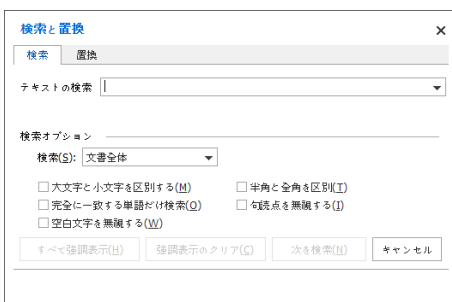 検索と置換
検索 置換
テキストの検索
検索オプション
検索(S): 文書全体
大文字と小文字を区別する(M) 半角と全角を区別(T)
完全に一致する単語だけ検索(O) 句読点を無視する(I)
空白文字を無視する(W)
すべて強調表示(H) 強調表示のクリア(C) 次を検索(N) キャンセル